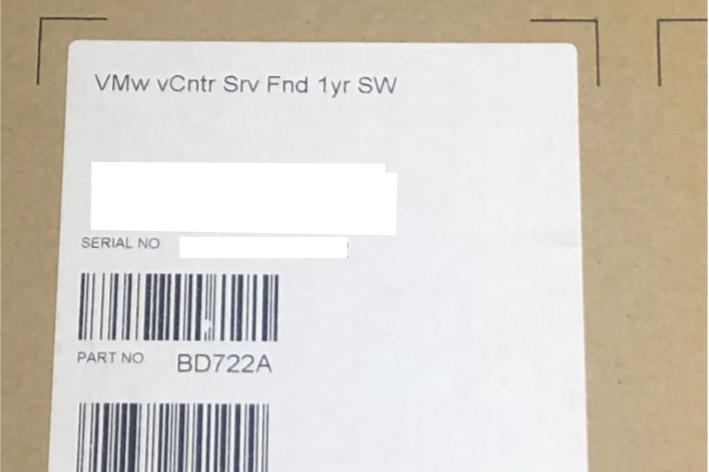 VMw vCntr Srv Fnd 1yr SW
SERIAL NO
PART NO BD722A